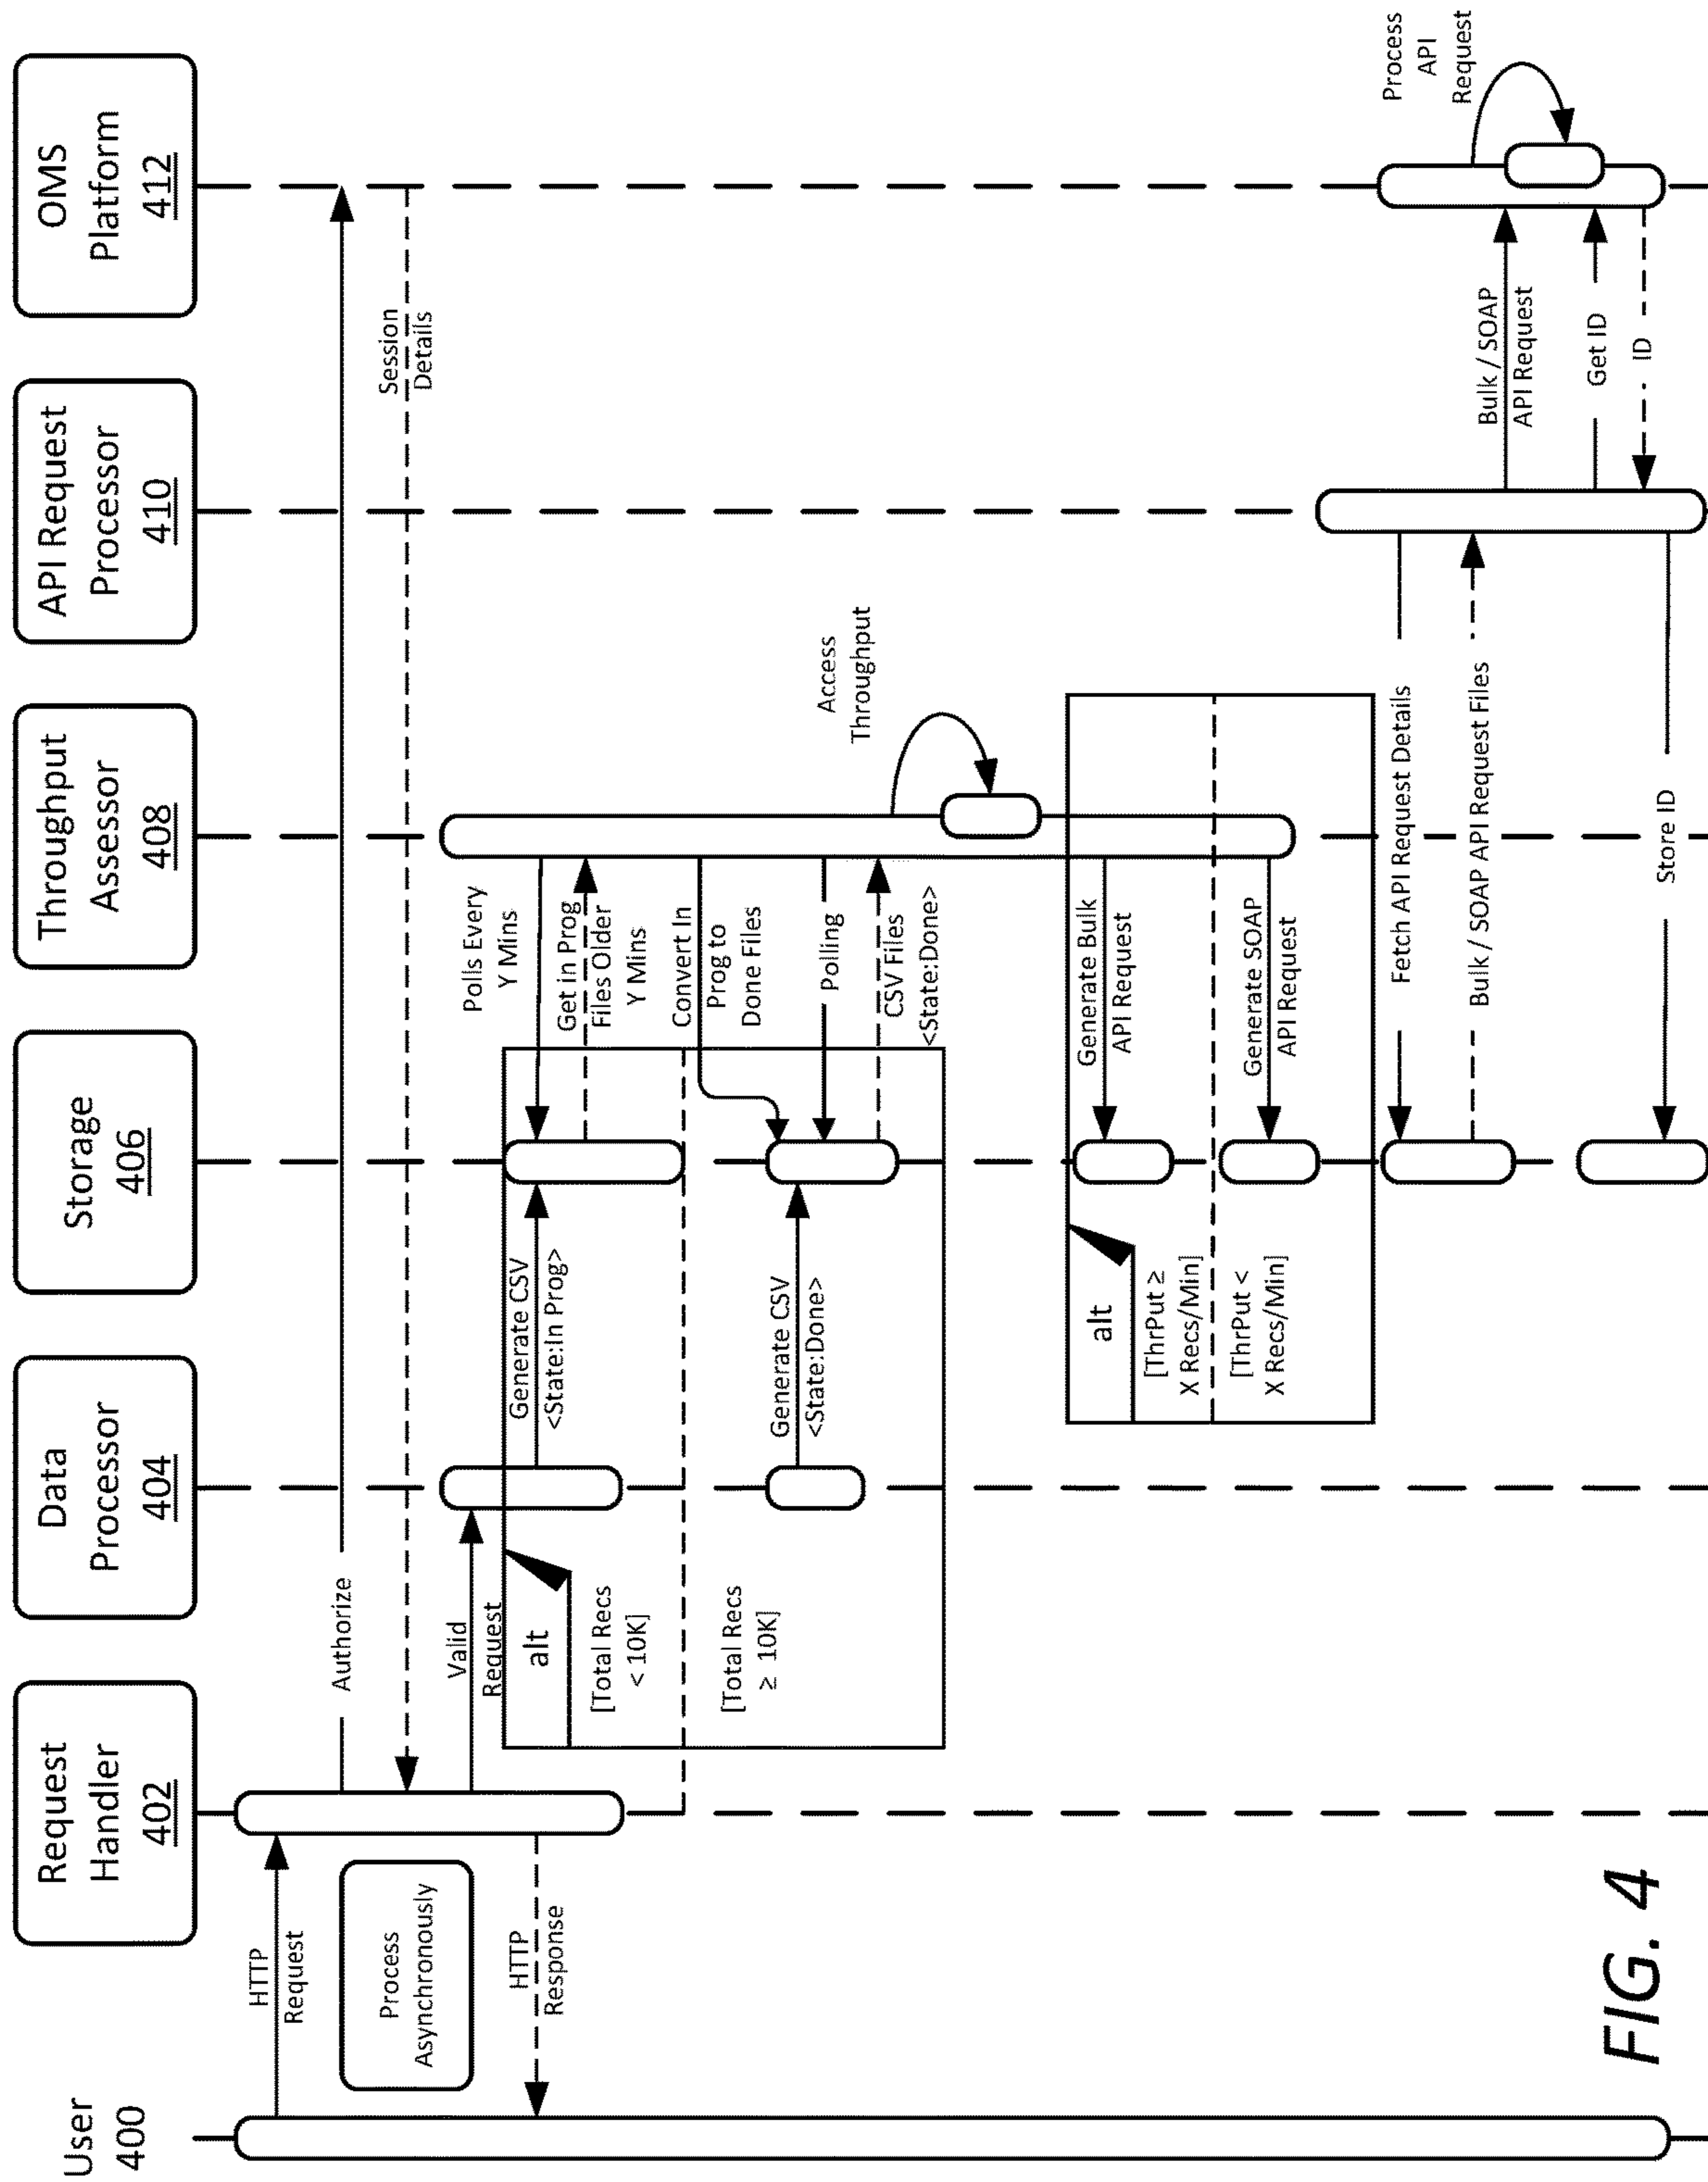 User
400
Request
Handler
402
Data
Processor
404
Storage
406
Throughput
Assessor
408
API Request
Processor
410
OMS
Platform
412
HTTP
Request
Authorize
Process
Asynchronously
Session
Details
Valid
Request
HTTP
Response
alt
[Total Recs
< 10K]
Generate CSV
<State:In Prog>
Polls Every
Y Mins
Get in Prog
Files Older
Y Mins
Convert In
Prog to
Done Files
[Total Recs
≥ 10K]
Generate CSV
<State:Done>
Polling
CSV Files
<State:Done>
Access
Throughput
alt
[ThrPut ≥
X Recs/Min]
Generate Bulk
API Request
[ThrPut <
X Recs/Min]
Generate SOAP
API Request
Fetch API Request Details
Bulk / SOAP API Request Files
Process
API
Request
Bulk / SOAP
API Request
Get ID
ID
Store ID
FIG. 4